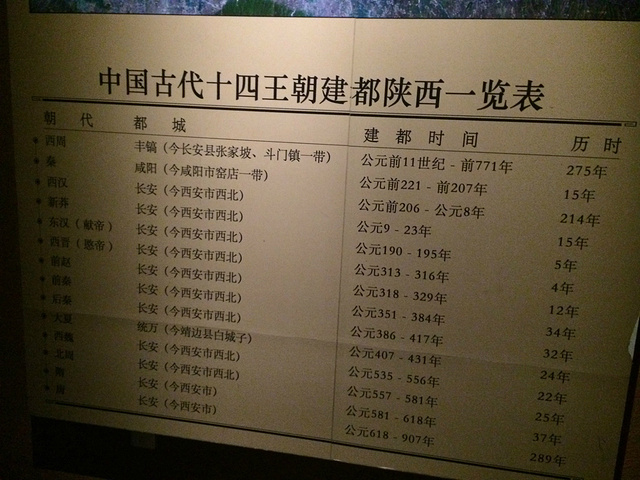 中国古代十四王朝建都陕西一览表
朝代 都城 建都时间 历时
西周 丰镐（今长安县张家坡、斗门镇一带） 公元前11世纪 - 前771年 275年
秦 咸阳（今咸阳市窑店一带） 公元前221 - 前207年 15年
西汉 长安（今西安市西北） 公元前206 - 公元8年 214年
新莽 长安（今西安市西北） 公元9 - 23年 15年
东汉（献帝） 长安（今西安市西北） 公元190 - 195年 5年
西晋（愍帝） 长安（今西安市西北） 公元313 - 316年 4年
前赵 长安（今西安市西北） 公元318 - 329年 12年
前秦 长安（今西安市西北） 公元351 - 384年 34年
后秦 长安（今西安市西北） 公元386 - 417年 32年
大夏 统万（今靖边县白城子） 公元407 - 431年 24年
西魏 长安（今西安市西北） 公元535 - 556年 22年
北周 长安（今西安市西北） 公元557 - 581年 25年
隋 长安（今西安市） 公元581 - 618年 37年
长安（今西安市） 公元618 - 907年 289年